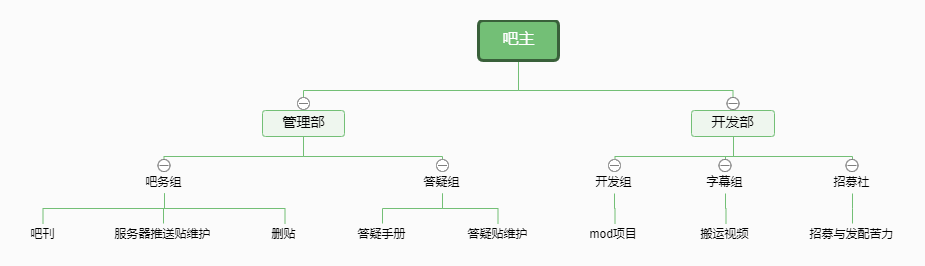 吧主
管理部
开发部
吧务组
答疑组
开发组
字幕组
招募社
吧刊
服务器推送贴维护
删贴
答疑手册
答疑贴维护
mod项目
搬运视频
招募与发配苦力